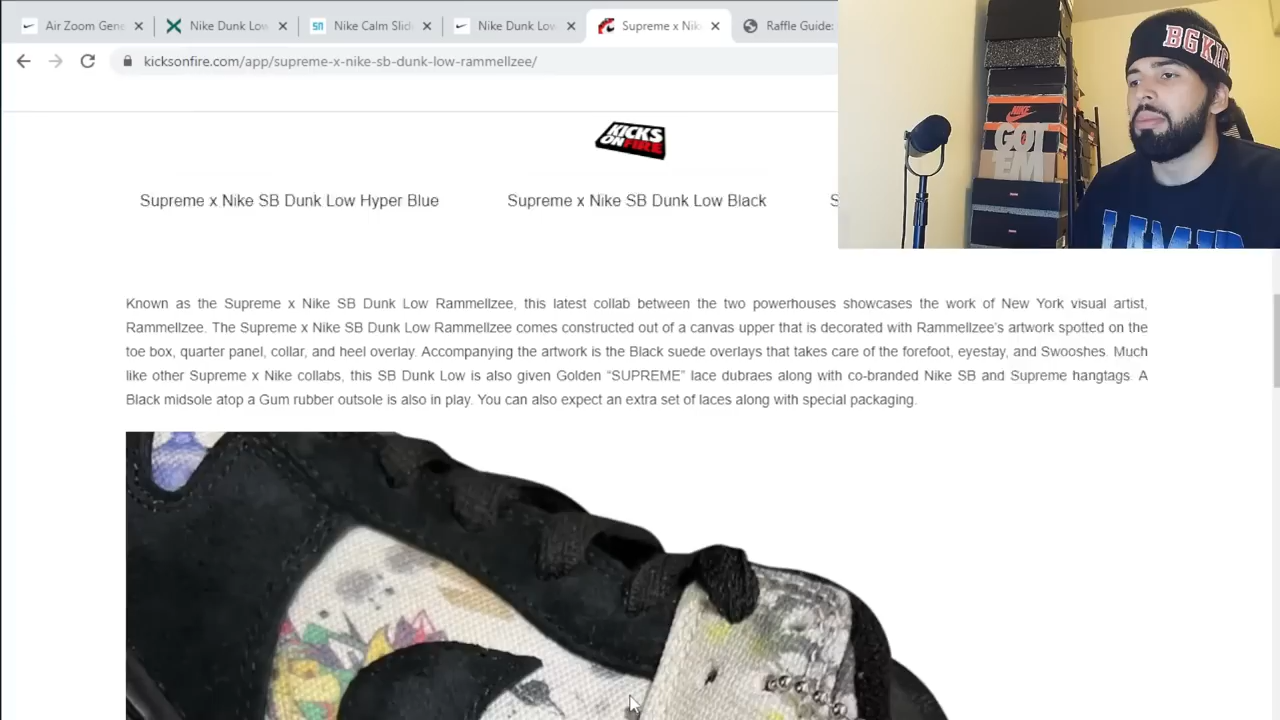 Air Zoom Gene
Nike Dunk Low
Nike Calm Slid
Nike Dunk Low
Supreme x Nik
Raffle Guide:
kicksonfire.com/app/supreme-x-nike-sb-dunk-low-rammellzee/
KICKS
ON FIRE
Supreme x Nike SB Dunk Low Hyper Blue
Supreme x Nike SB Dunk Low Black
S
Known as the Supreme x Nike SB Dunk Low Rammellzee, this latest collab between the two powerhouses showcases the work of New York visual artist,
Rammellzee. The Supreme x Nike SB Dunk Low Rammellzee comes constructed out of a canvas upper that is decorated with Rammellzee's artwork spotted on the
toe box, quarter panel, collar, and heel overlay. Accompanying the artwork is the Black suede overlays that takes care of the forefoot, eyestay, and Swooshes. Much
like other Supreme x Nike collabs, this SB Dunk Low is also given Golden “SUPREME” lace dubraes along with co-branded Nike SB and Supreme hangtags. A
Black midsole atop a Gum rubber outsole is also in play. You can also expect an extra set of laces along with special packaging.
BGKIC
NIKE
GOT
'EM